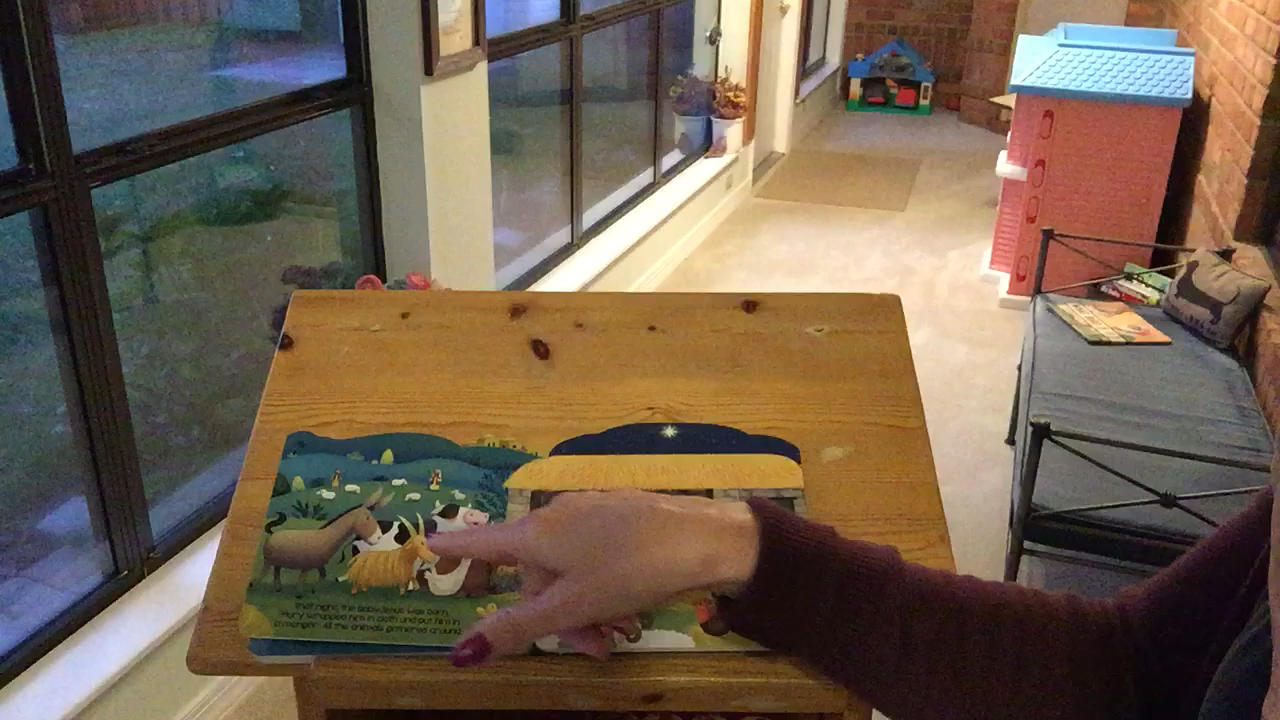 That night, the baby Jesus was born.
Mary wrapped him in cloth and put him in
a manger. All the animals gathered around